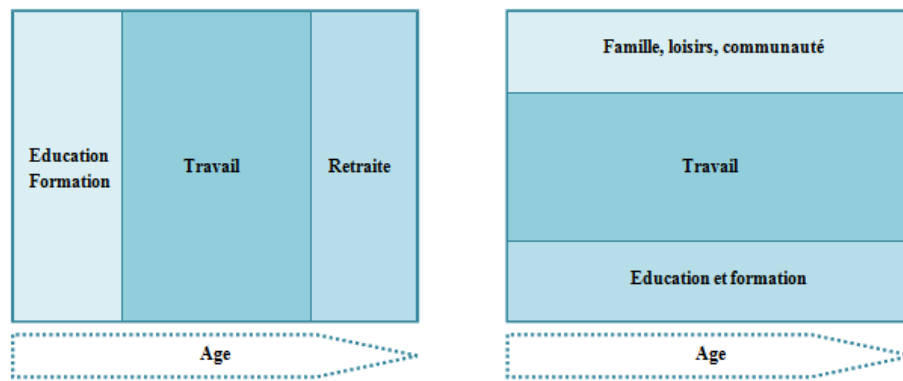 Education
Formation
Travail
Retraite
Age
Famille, loisirs, communauté
Travail
Education et formation
Age